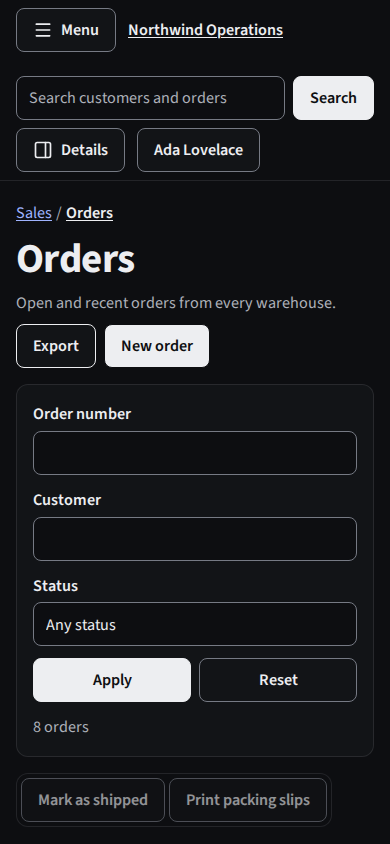 Menu Northwind Operations
Search customers and orders Search
Details Ada Lovelace
Sales / Orders
Orders
Open and recent orders from every warehouse.
Export New order
Order number
Customer
Status
Any status
Apply Reset
8 orders
Mark as shipped Print packing slips